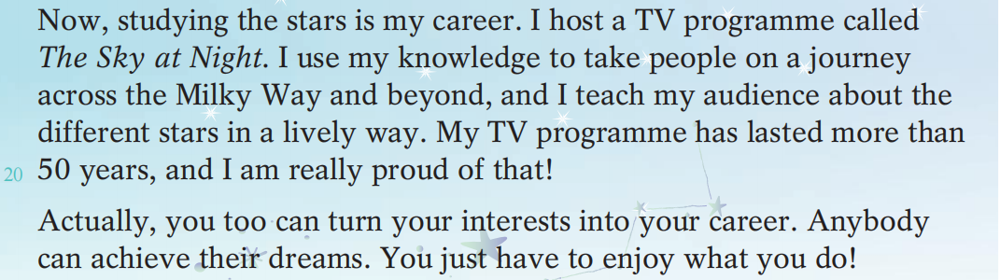 Now, studying the stars is my career. I host a TV programme called
The Sky at Night. I use my knowledge to take people on a journey
across the Milky Way and beyond, and I teach my audience about the
different stars in a lively way. My TV programme has lasted more than
20 50 years, and I am really proud of that!
Actually, you too can turn your interests into your career. Anybody
can achieve their dreams. You just have to enjoy what you do!